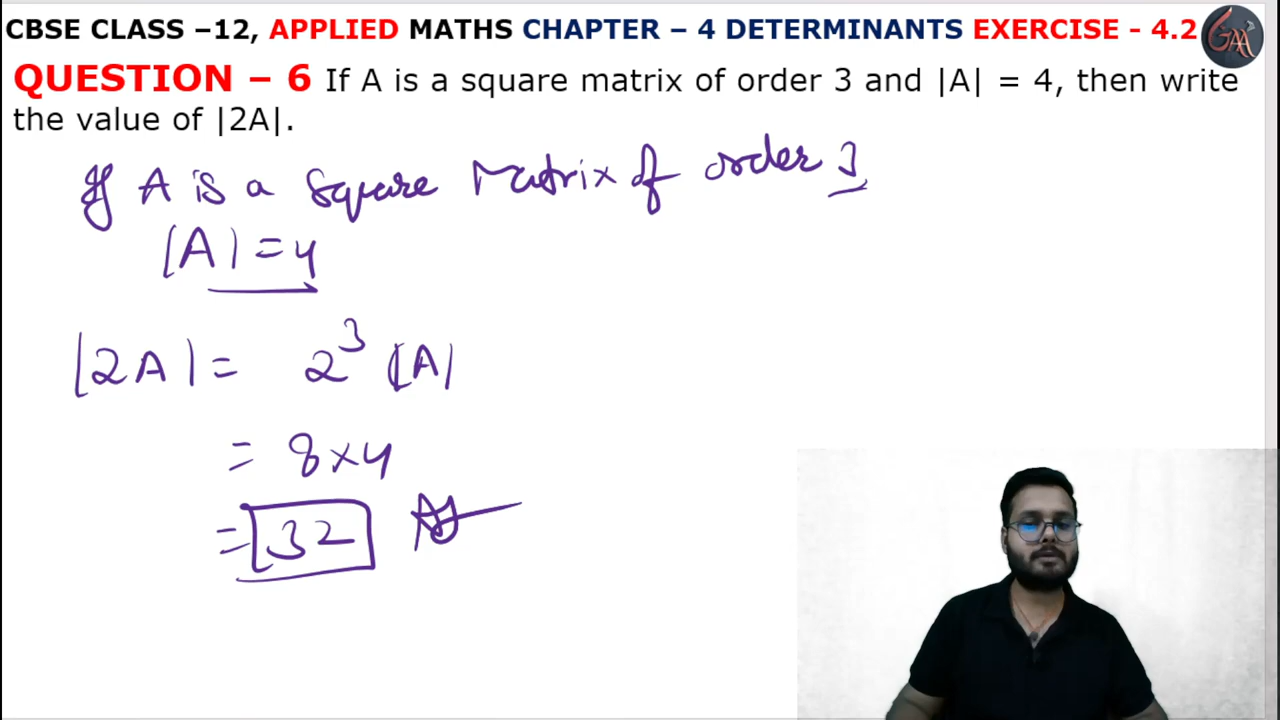 CBSE CLASS –12, APPLIED MATHS CHAPTER – 4 DETERMINANTS EXERCISE - 4.2
GAA
QUESTION – 6 If A is a square matrix of order 3 and |A| = 4, then write
the value of |2A|.
If A is a Square Matrix of order 3
|A| = 4
|2A| = 2³ |A|
= 8 × 4
= 32